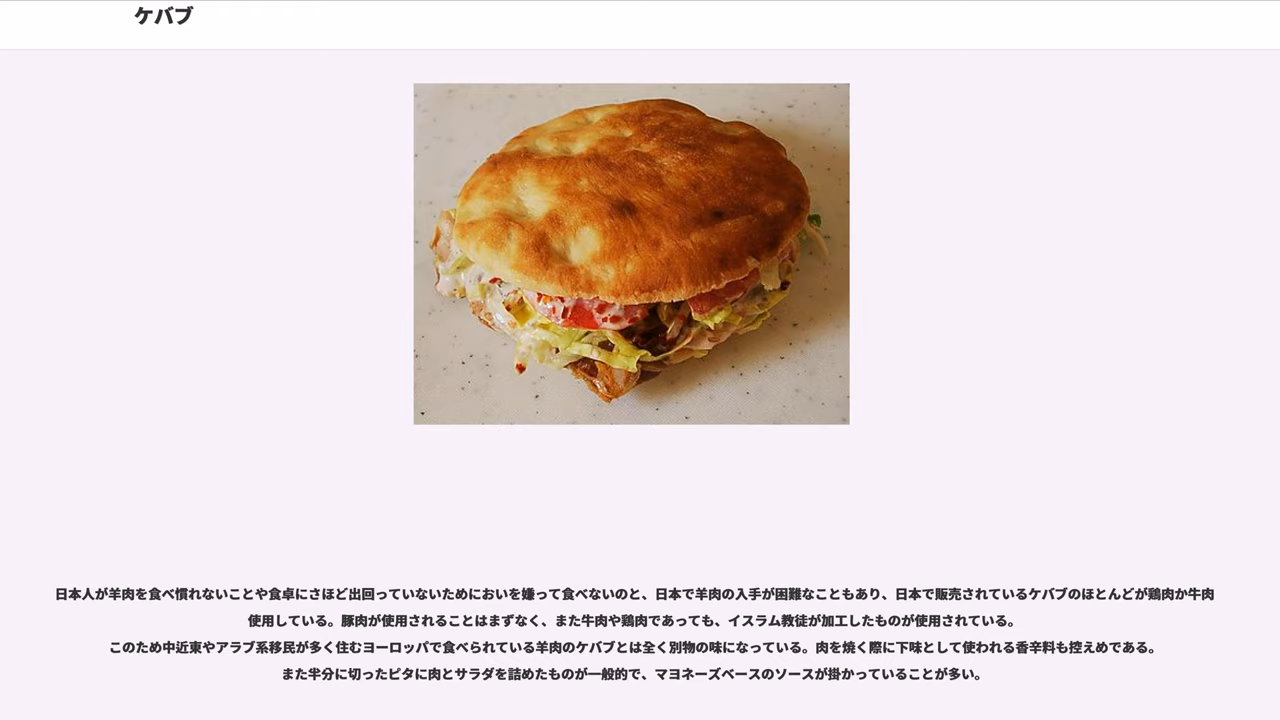 ケバブ
日本人が羊肉を食べ慣れないことや食卓にさほど出回っていないためにおいを嫌って食べないのと、日本で羊肉の入手が困難なこともあり、日本で販売されているケバブのほとんどが鶏肉か牛肉
使用している。豚肉が使用されることはまずなく、また牛肉や鶏肉であっても、イスラム教徒が加工したものが使用されている。
このため中近東やアラブ系移民が多く住むヨーロッパで食べられている羊肉のケバブとは全く別物の味になっている。肉を焼く際に下味として使われる香辛料も控えめである。
また半分に切ったピタに肉とサラダを詰めたものが一般的で、マヨネーズベースのソースが掛かっていることが多い。